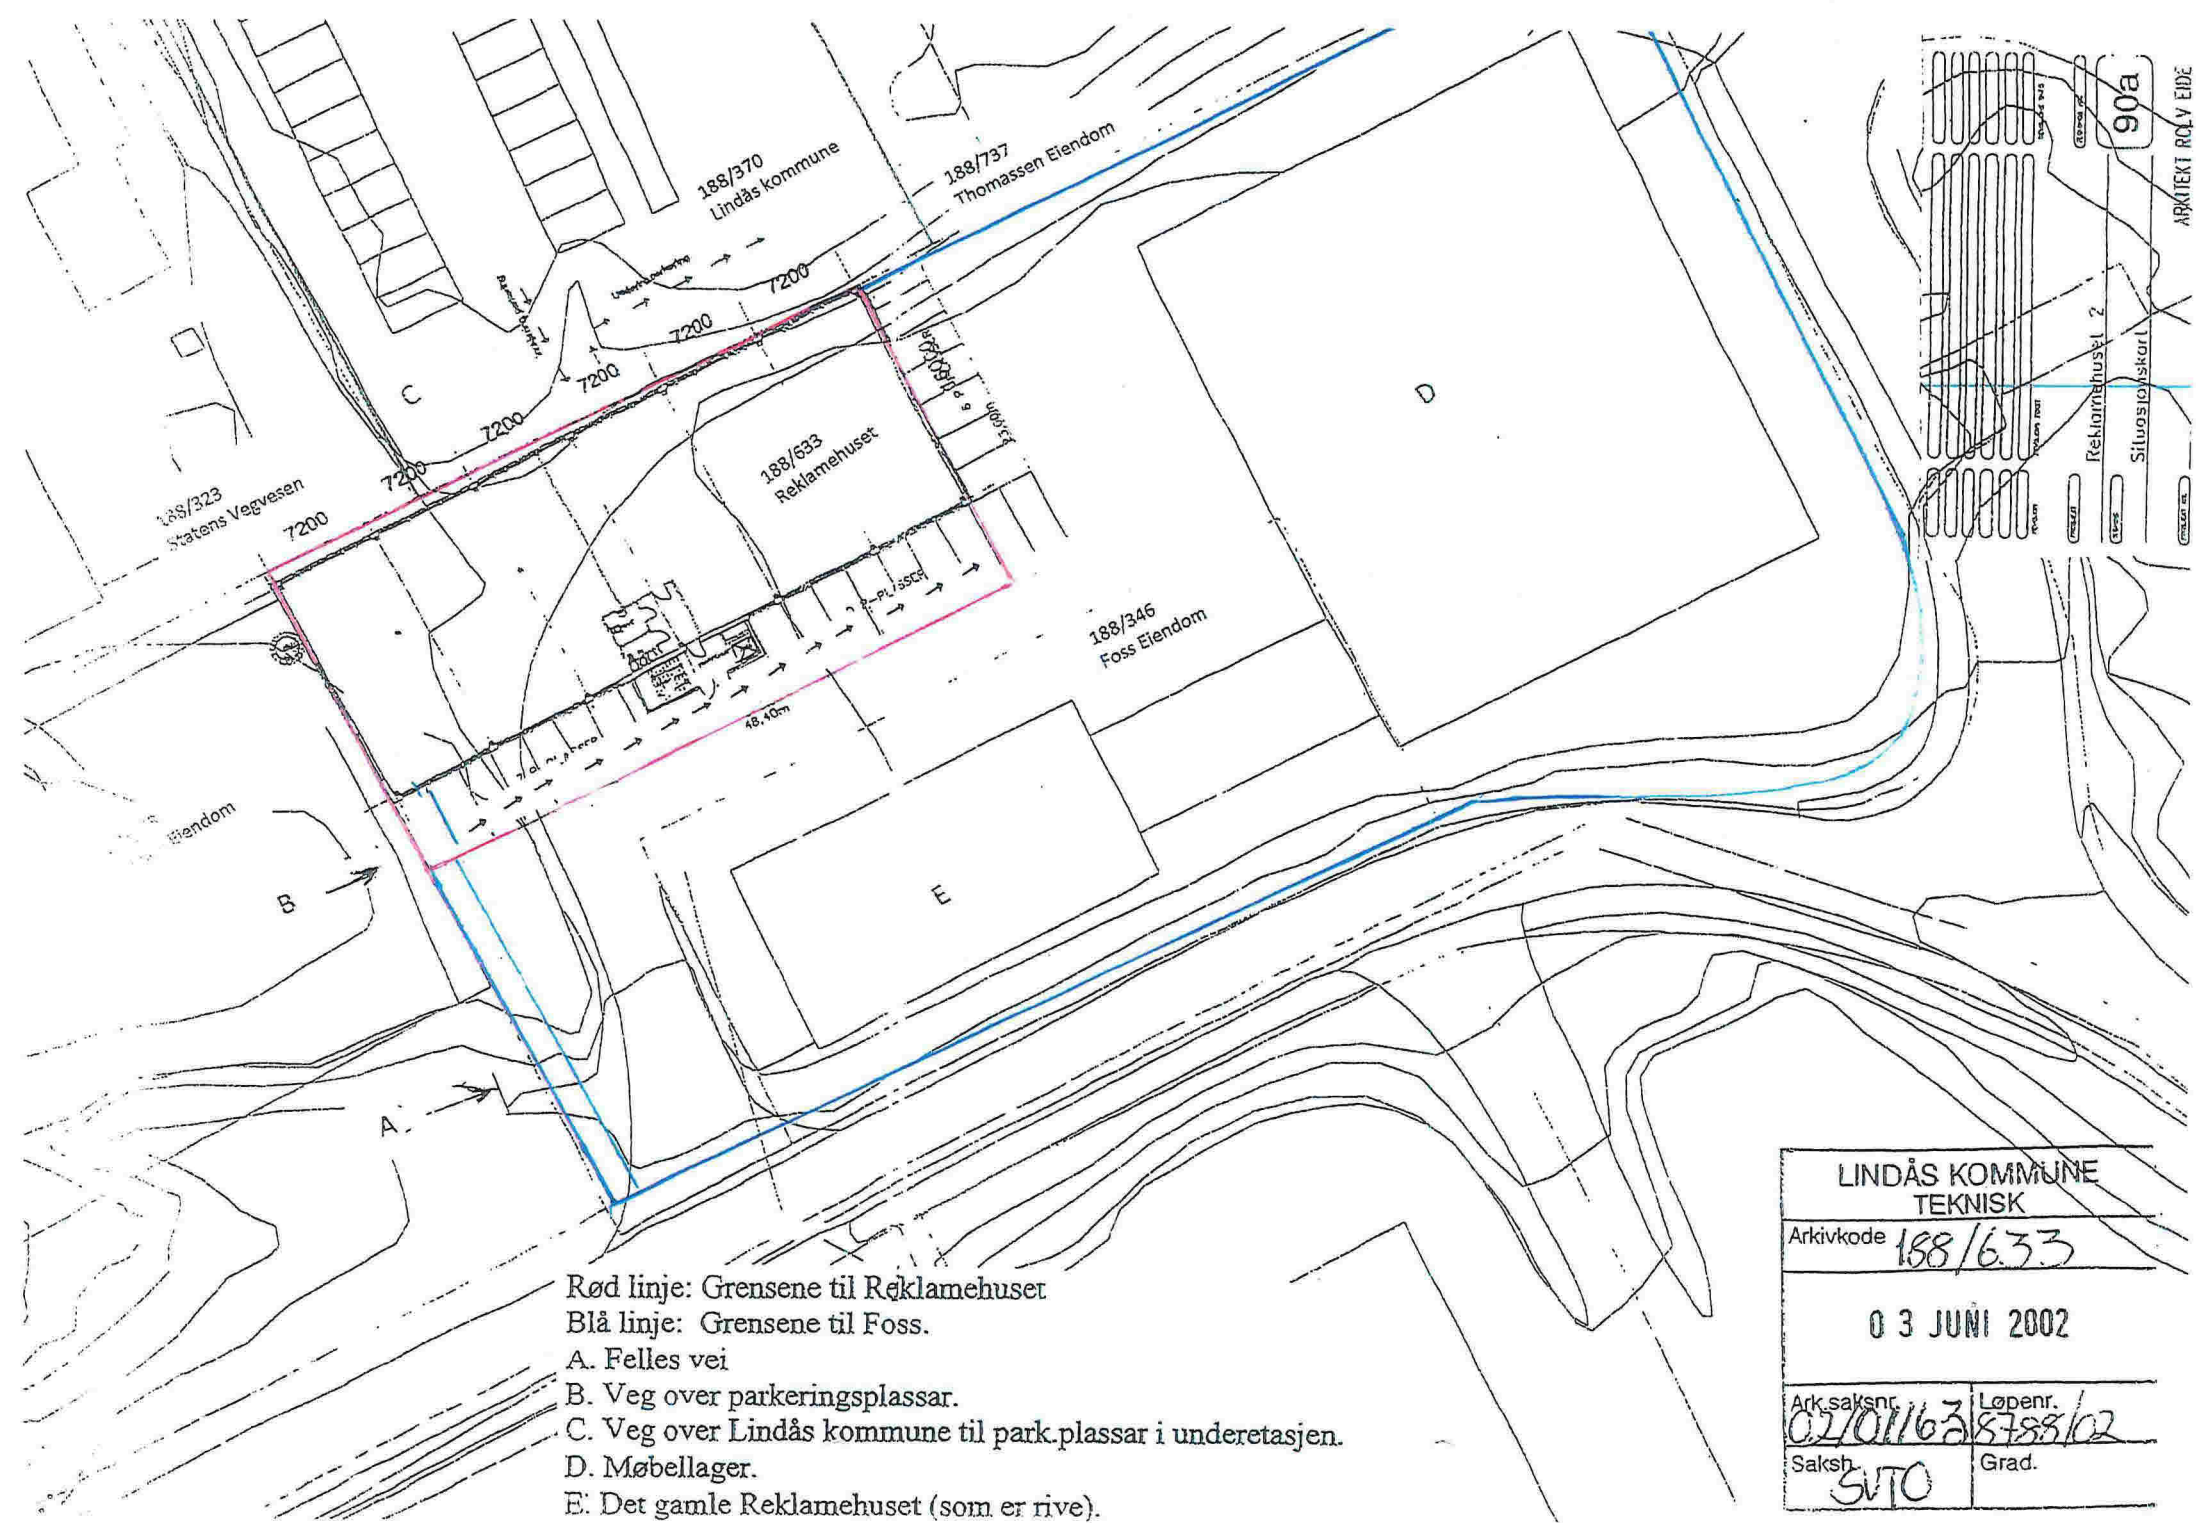 188/370
Lindås kommune
188/737
Thomassen Eiendom
7200
7200
7200
7200
7200
7200
C
188/323
Statens Vegvesen
188/633
Reklamehuset
D
188/346
Foss Eiendom
48.40m
Eiendom
B
E
A
90a
ARKITEKT ROLV EIDE
Reklamehuset 2
Situasjonskart
Rød linje: Grensene til Reklamehuset
Blå linje: Grensene til Foss.
A. Felles vei
B. Veg over parkeringsplassar.
C. Veg over Lindås kommune til park.plassar i underetasjen.
D. Møbellager.
E. Det gamle Reklamehuset (som er rive).
LINDÅS KOMMUNE
TEKNISK
Arkivkode 188/633
03 JUNI 2002
Ark.saksnr. Løpenr.
02/01163 8788/02
Saksb. Grad.
SVTO